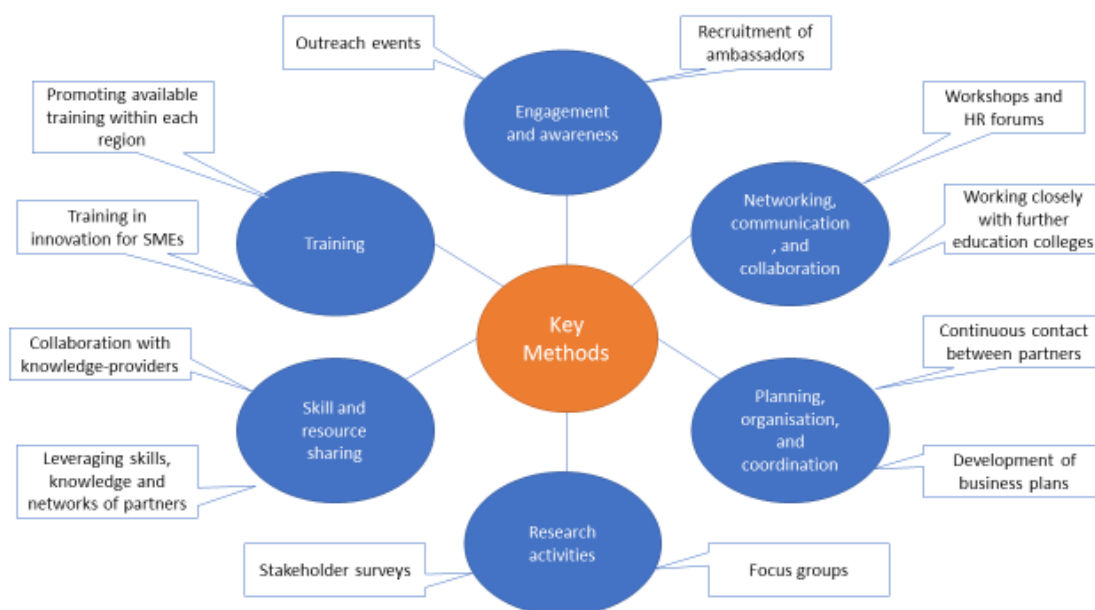 Outreach events
Recruitment of
ambassadors
Engagement
and awareness
Promoting available
training within each
region
Workshops and
HR forums
Training in
innovation for SMEs
Training
Networking,
communication
, and
collaboration
Working closely
with further
education colleges
Key
Methods
Collaboration with
knowledge-providers
Continuous contact
between partners
Skill and
resource
sharing
Planning,
organisation,
and
coordination
Leveraging skills,
knowledge and
networks of partners
Development of
business plans
Research
activities
Stakeholder surveys
Focus groups